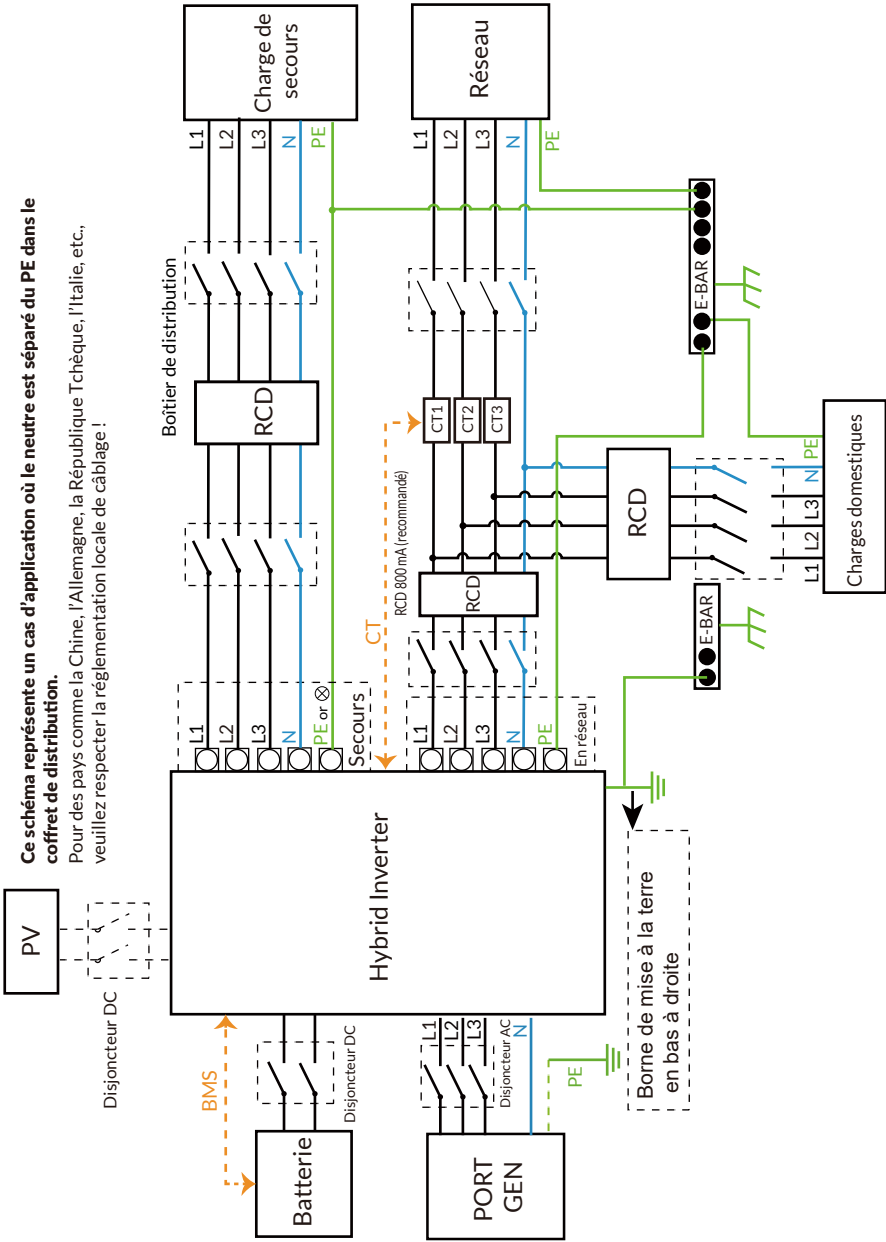 Ce schéma représente un cas d'application où le neutre est séparé du PE dans le
coffret de distribution.
Pour des pays comme la Chine, l'Allemagne, la République Tchèque, l'Italie, etc.,
veuillez respecter la réglementation locale de câblage !
PV
Disjoncteur DC
BMS
Batterie
Disjoncteur DC
PORT
GEN
L1
L2
L3
N
Disjoncteur AC
PE
Hybrid Inverter
Borne de mise à la terre
en bas à droite
L1
L2
L3
N
PE or ⊗
Secours
CT
L1
L2
L3
N
PE
En réseau
Boîtier de distribution
RCD
L1
L2
L3
N
PE
Charge de
secours
RCD 800 mA (recommandé)
RCD
CT1
CT2
CT3
L1
L2
L3
N
PE
Réseau
RCD
L1
L2
L3
N
PE
Charges domestiques
E-BAR
E-BAR